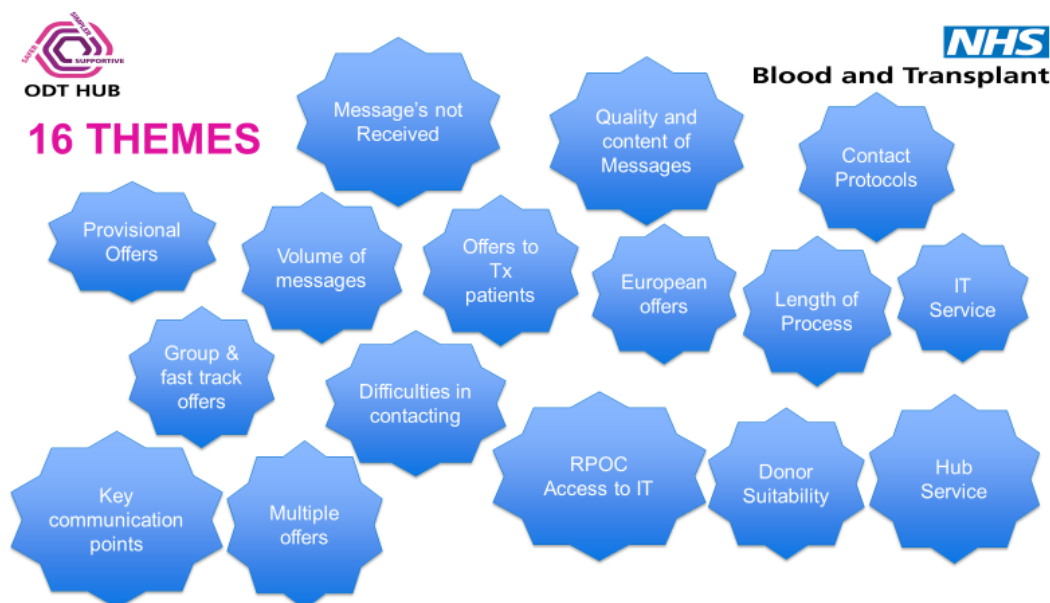 SAFER
SIMPLER
SUPPORTIVE
ODT HUB
NHS
Blood and Transplant
16 THEMES
Message's not
Received
Quality and
content of
Messages
Contact
Protocols
Provisional
Offers
Volume of
messages
Offers to
Tx
patients
European
offers
Length of
Process
IT
Service
Group &
fast track
offers
Difficulties in
contacting
RPOC
Access to IT
Donor
Suitability
Hub
Service
Key
communication
points
Multiple
offers